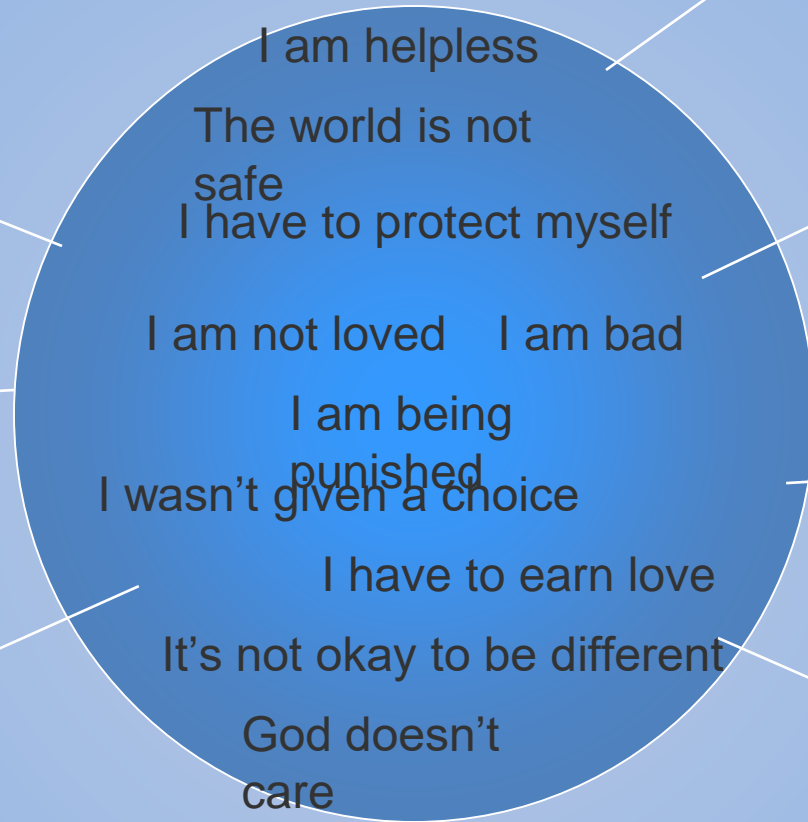 I am helpless
The world is not
safe
I have to protect myself
I am not loved I am bad
I am being
punished
I wasn’t given a choice
I have to earn love
It’s not okay to be different
God doesn’t
care